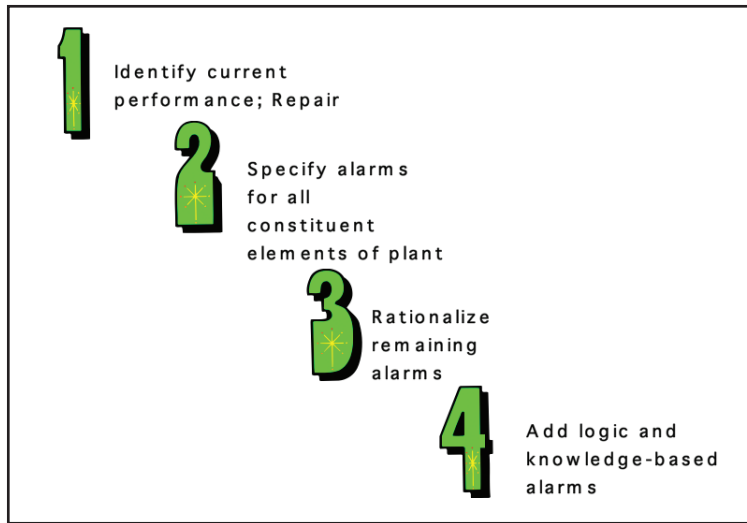 1
Identify current
performance; Repair
2
Specify alarms
for all
constituent
elements of plant
3
Rationalize
remaining
alarms
4
Add logic and
knowledge-based
alarms